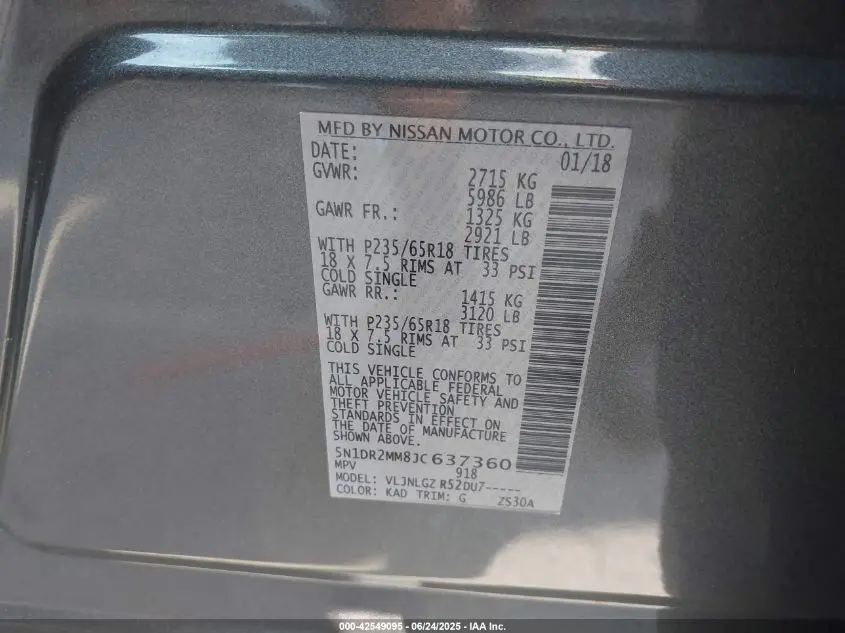 MFD BY NISSAN MOTOR CO., LTD.
DATE: 01/18
GVWR: 2715 KG
5986 LB
GAWR FR.: 1325 KG
2921 LB
WITH P235/65R18 TIRES
18 X 7.5 RIMS AT 33 PSI
COLD SINGLE
GAWR RR.: 1415 KG
3120 LB
WITH P235/65R18 TIRES
18 X 7.5 RIMS AT 33 PSI
COLD SINGLE
THIS VEHICLE CONFORMS TO
ALL APPLICABLE FEDERAL
MOTOR VEHICLE SAFETY AND
THEFT PREVENTION
STANDARDS IN EFFECT ON
THE DATE OF MANUFACTURE
SHOWN ABOVE.
5N1DR2MM8JC637360
MPV 918
MODEL: VLJNLGZ R52DU7-----
COLOR: KAD TRIM: G ZS30A
000-42549095 - 06/24/2025 - IAA Inc.